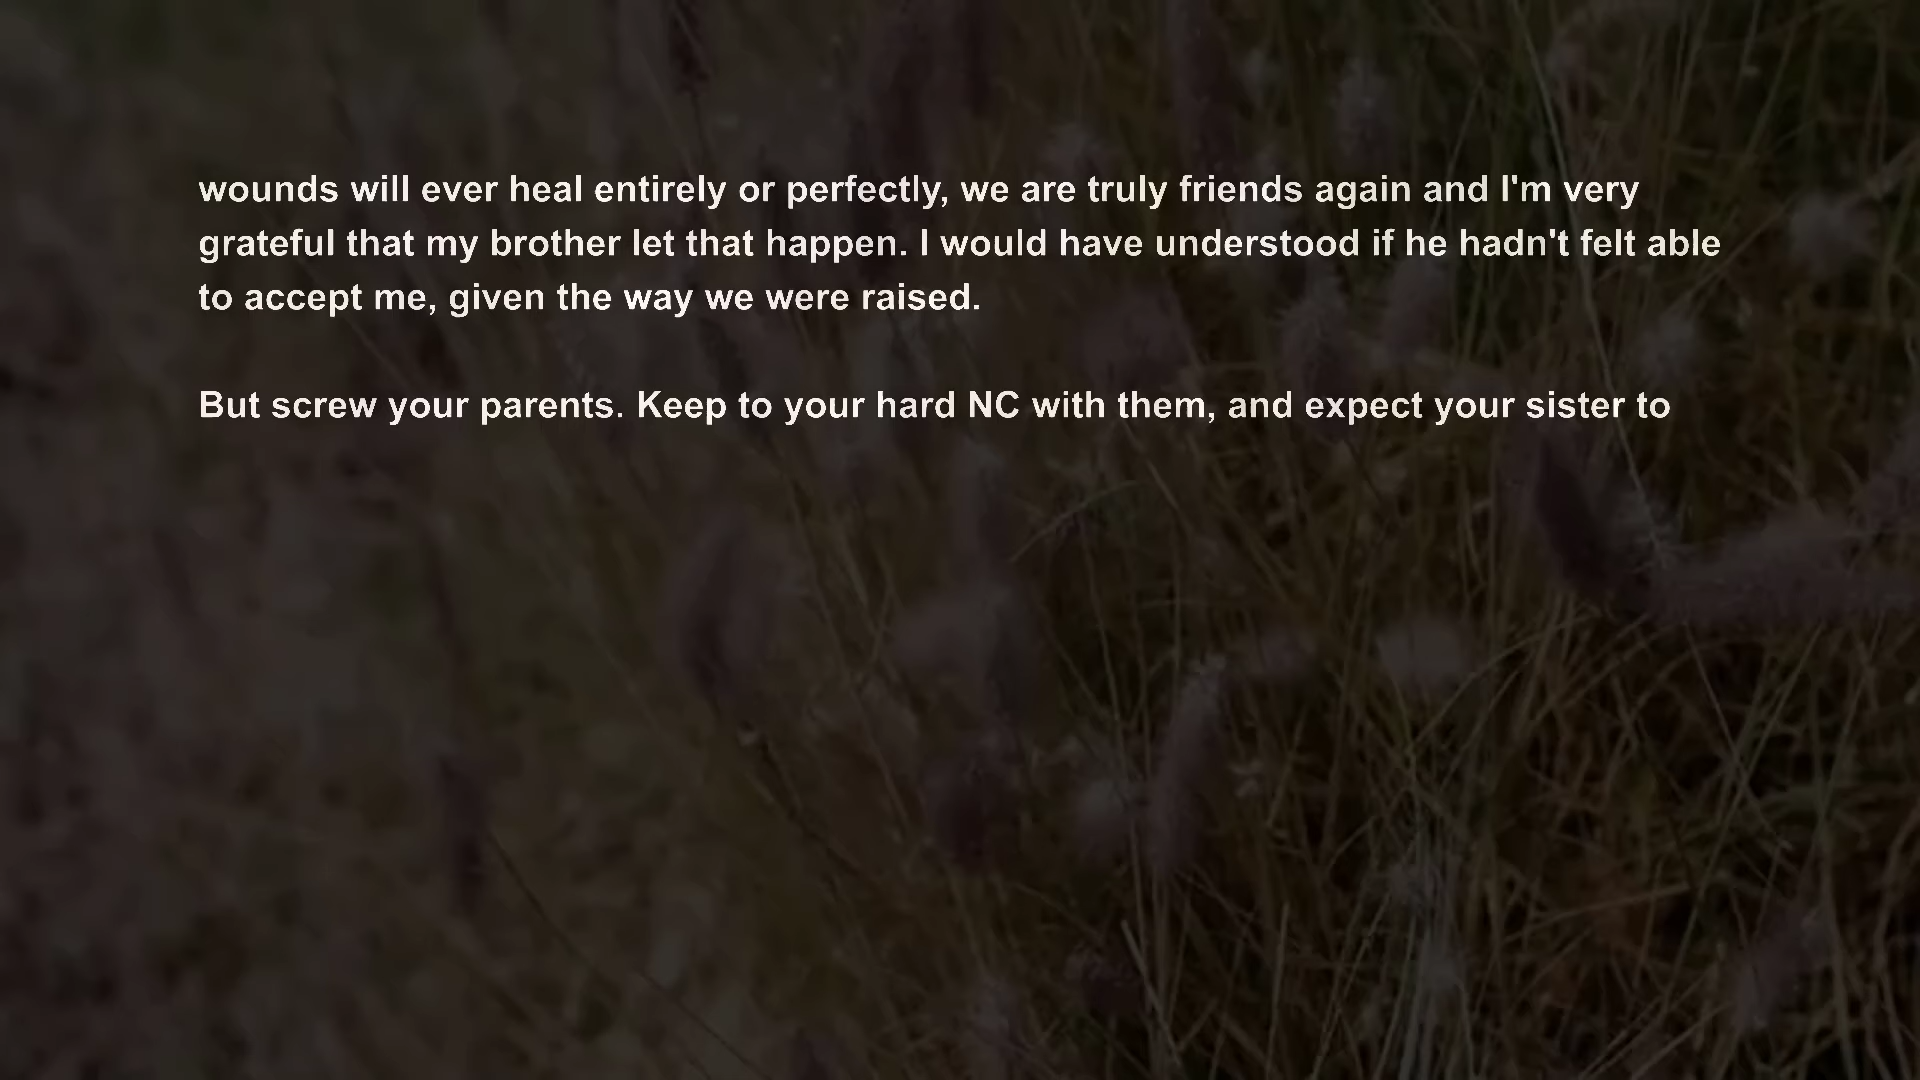 wounds will ever heal entirely or perfectly, we are truly friends again and I'm very
grateful that my brother let that happen. I would have understood if he hadn't felt able
to accept me, given the way we were raised.
But screw your parents. Keep to your hard NC with them, and expect your sister to